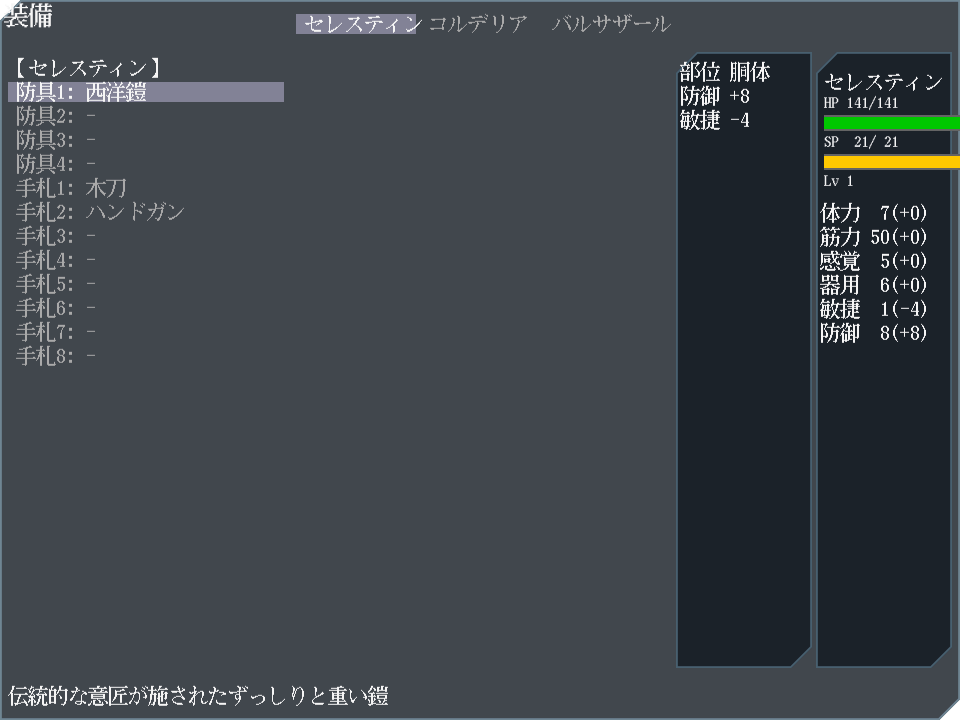 装備
セレスティン コルデリア バルサザール
【セレスティン】
防具1: 西洋鎧
防具2: -
防具3: -
防具4: -
手札1: 木刀
手札2: ハンドガン
手札3: -
手札4: -
手札5: -
手札6: -
手札7: -
手札8: -
部位 胴体
防御 +8
敏捷 -4
セレスティン
HP 141/141
SP 21/ 21
Lv 1
体力 7(+0)
筋力 50(+0)
感覚 5(+0)
器用 6(+0)
敏捷 1(-4)
防御 8(+8)
伝統的な意匠が施されたずっしりと重い鎧